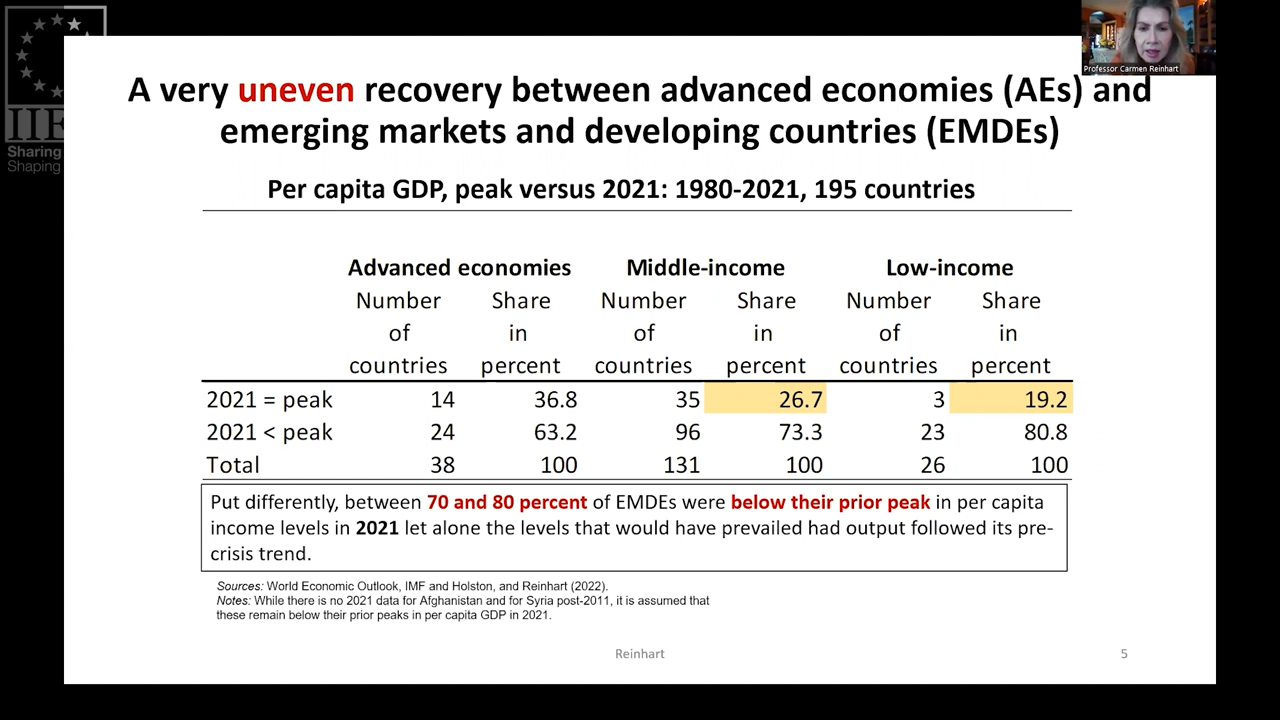 Professor Carmen Reinhart
IIE
Sharing
Shaping
A very uneven recovery between advanced economies (AEs) and
emerging markets and developing countries (EMDEs)
Per capita GDP, peak versus 2021: 1980-2021, 195 countries
Advanced economies Middle-income Low-income
Number Share Number Share Number Share
of in of in of in
countries percent countries percent countries percent
2021 = peak 14 36.8 35 26.7 3 19.2
2021 < peak 24 63.2 96 73.3 23 80.8
Total 38 100 131 100 26 100
Put differently, between 70 and 80 percent of EMDEs were below their prior peak in per capita
income levels in 2021 let alone the levels that would have prevailed had output followed its pre-
crisis trend.
Sources: World Economic Outlook, IMF and Holston, and Reinhart (2022).
Notes: While there is no 2021 data for Afghanistan and for Syria post-2011, it is assumed that
these remain below their prior peaks in per capita GDP in 2021.
Reinhart 5